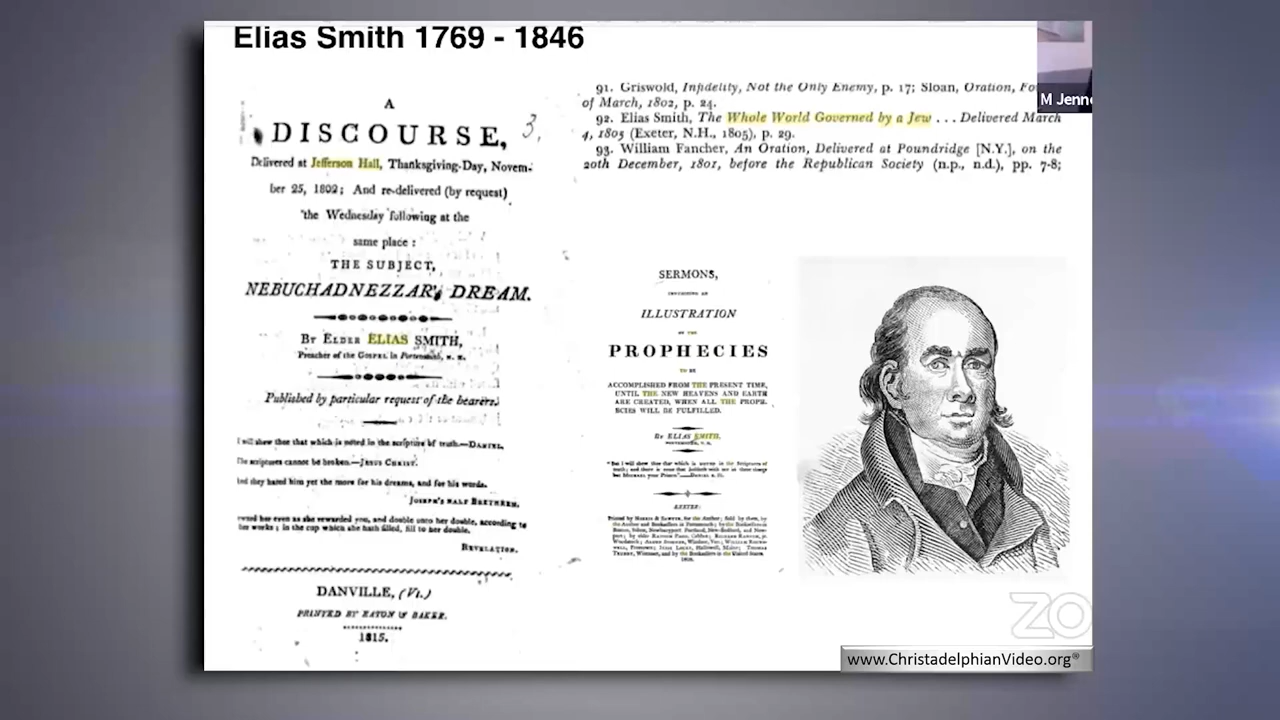 Elias Smith 1769 - 1846
A
DISCOURSE,
3,
Delivered at Jefferson Hall, Thanksgiving-Day, Novem-
ber 25, 1802; And re-delivered (by request)
the Wednesday following at the
same place:
THE SUBJECT,
NEBUCHADNEZZAR's DREAM.
By Elder ELIAS SMITH,
Preacher of the Gospel in Portsmouth, N. H.
Published by particular request of the hearers.
I will shew thee that which is noted in the scripture of truth.—Daniel.
The scriptures cannot be broken.—Jesus Christ.
And they hated him yet the more for his dreams, and for his words.
Joseph's half Brethren.
reward her even as she rewarded you, and double unto her double, according to
her works; in the cup which she hath filled, fill to her double.
Revelation.
DANVILLE, (Vt.)
PRINTED BY EATON & BAKER.
1815.
91. Griswold, Infidelity, Not the Only Enemy, p. 17; Sloan, Oration, Fo
of March, 1802, p. 24.
92. Elias Smith, The Whole World Governed by a Jew . . . Delivered March
4, 1805 (Exeter, N.H., 1805), p. 29.
93. William Fancher, An Oration, Delivered at Poundridge [N.Y.], on the
20th December, 1801, before the Republican Society (n.p., n.d.), pp. 7-8;
SERMONS,
ILLUSTRATION
OF THE
PROPHECIES
TO BE
ACCOMPLISHED FROM THE PRESENT TIME,
UNTIL THE NEW HEAVENS AND EARTH
ARE CREATED, WHEN ALL THE PROPH-
ECIES WILL BE FULFILLED.
By ELIAS SMITH.
EXETER:
M Jenne
ZO
www.ChristadelphianVideo.org®